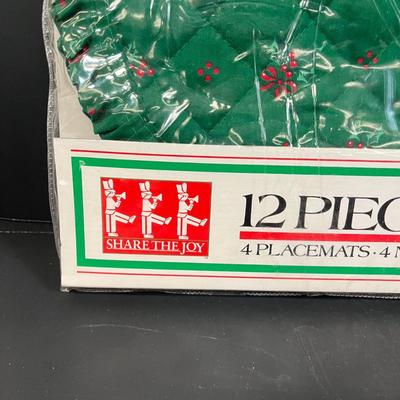 12 PIEC
SHARE THE JOY
4 PLACEMATS • 4 N